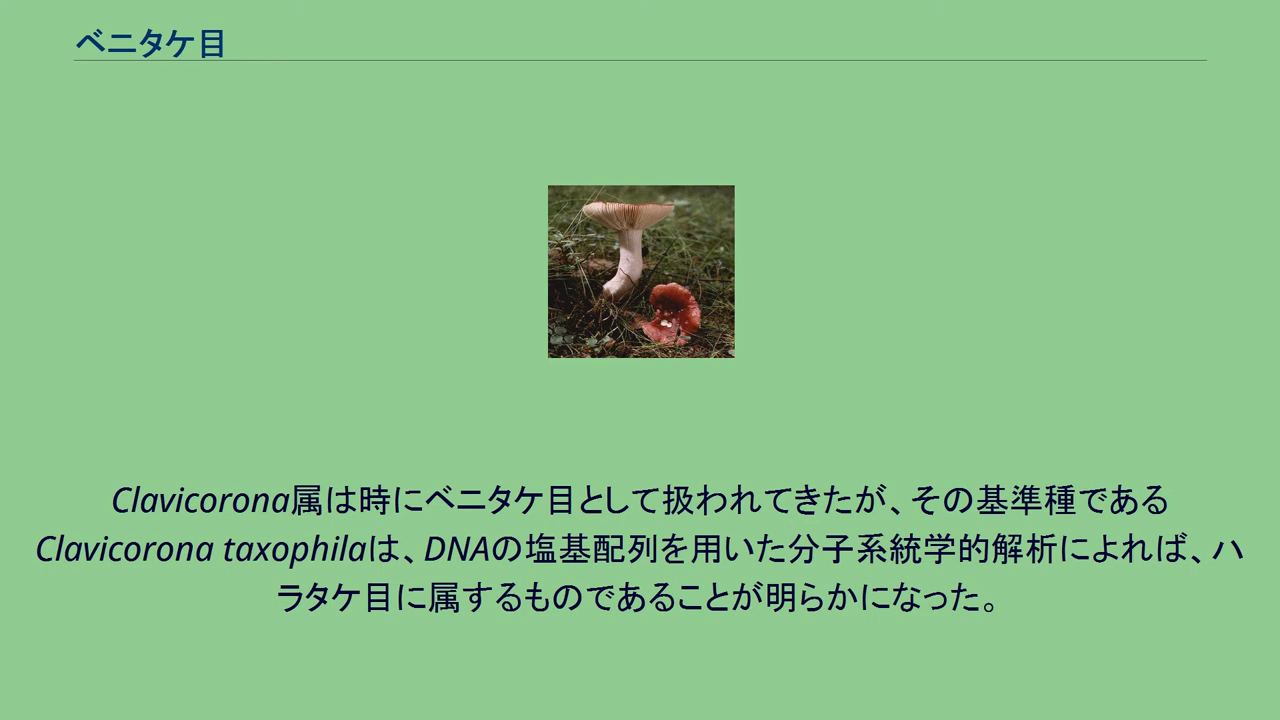 ベニタケ目
Clavicorona属は時にベニタケ目として扱われてきたが、その基準種である
Clavicorona taxophilaは、DNAの塩基配列を用いた分子系統学的解析によれば、ハ
ラタケ目に属するものであることが明らかになった。